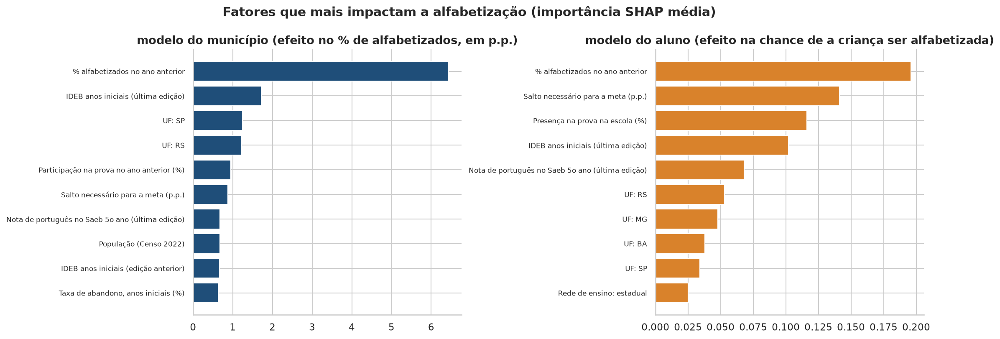 Fatores que mais impactam a alfabetização (importância SHAP média)
modelo do município (efeito no % de alfabetizados, em p.p.)
% alfabetizados no ano anterior
IDEB anos iniciais (última edição)
UF: SP
UF: RS
Participação na prova no ano anterior (%)
Salto necessário para a meta (p.p.)
Nota de português no Saeb 5o ano (última edição)
População (Censo 2022)
IDEB anos iniciais (edição anterior)
Taxa de abandono, anos iniciais (%)
0 1 2 3 4 5 6
modelo do aluno (efeito na chance de a criança ser alfabetizada)
% alfabetizados no ano anterior
Salto necessário para a meta (p.p.)
Presença na prova na escola (%)
IDEB anos iniciais (última edição)
Nota de português no Saeb 5o ano (última edição)
UF: RS
UF: MG
UF: BA
UF: SP
Rede de ensino: estadual
0.000 0.025 0.050 0.075 0.100 0.125 0.150 0.175 0.200